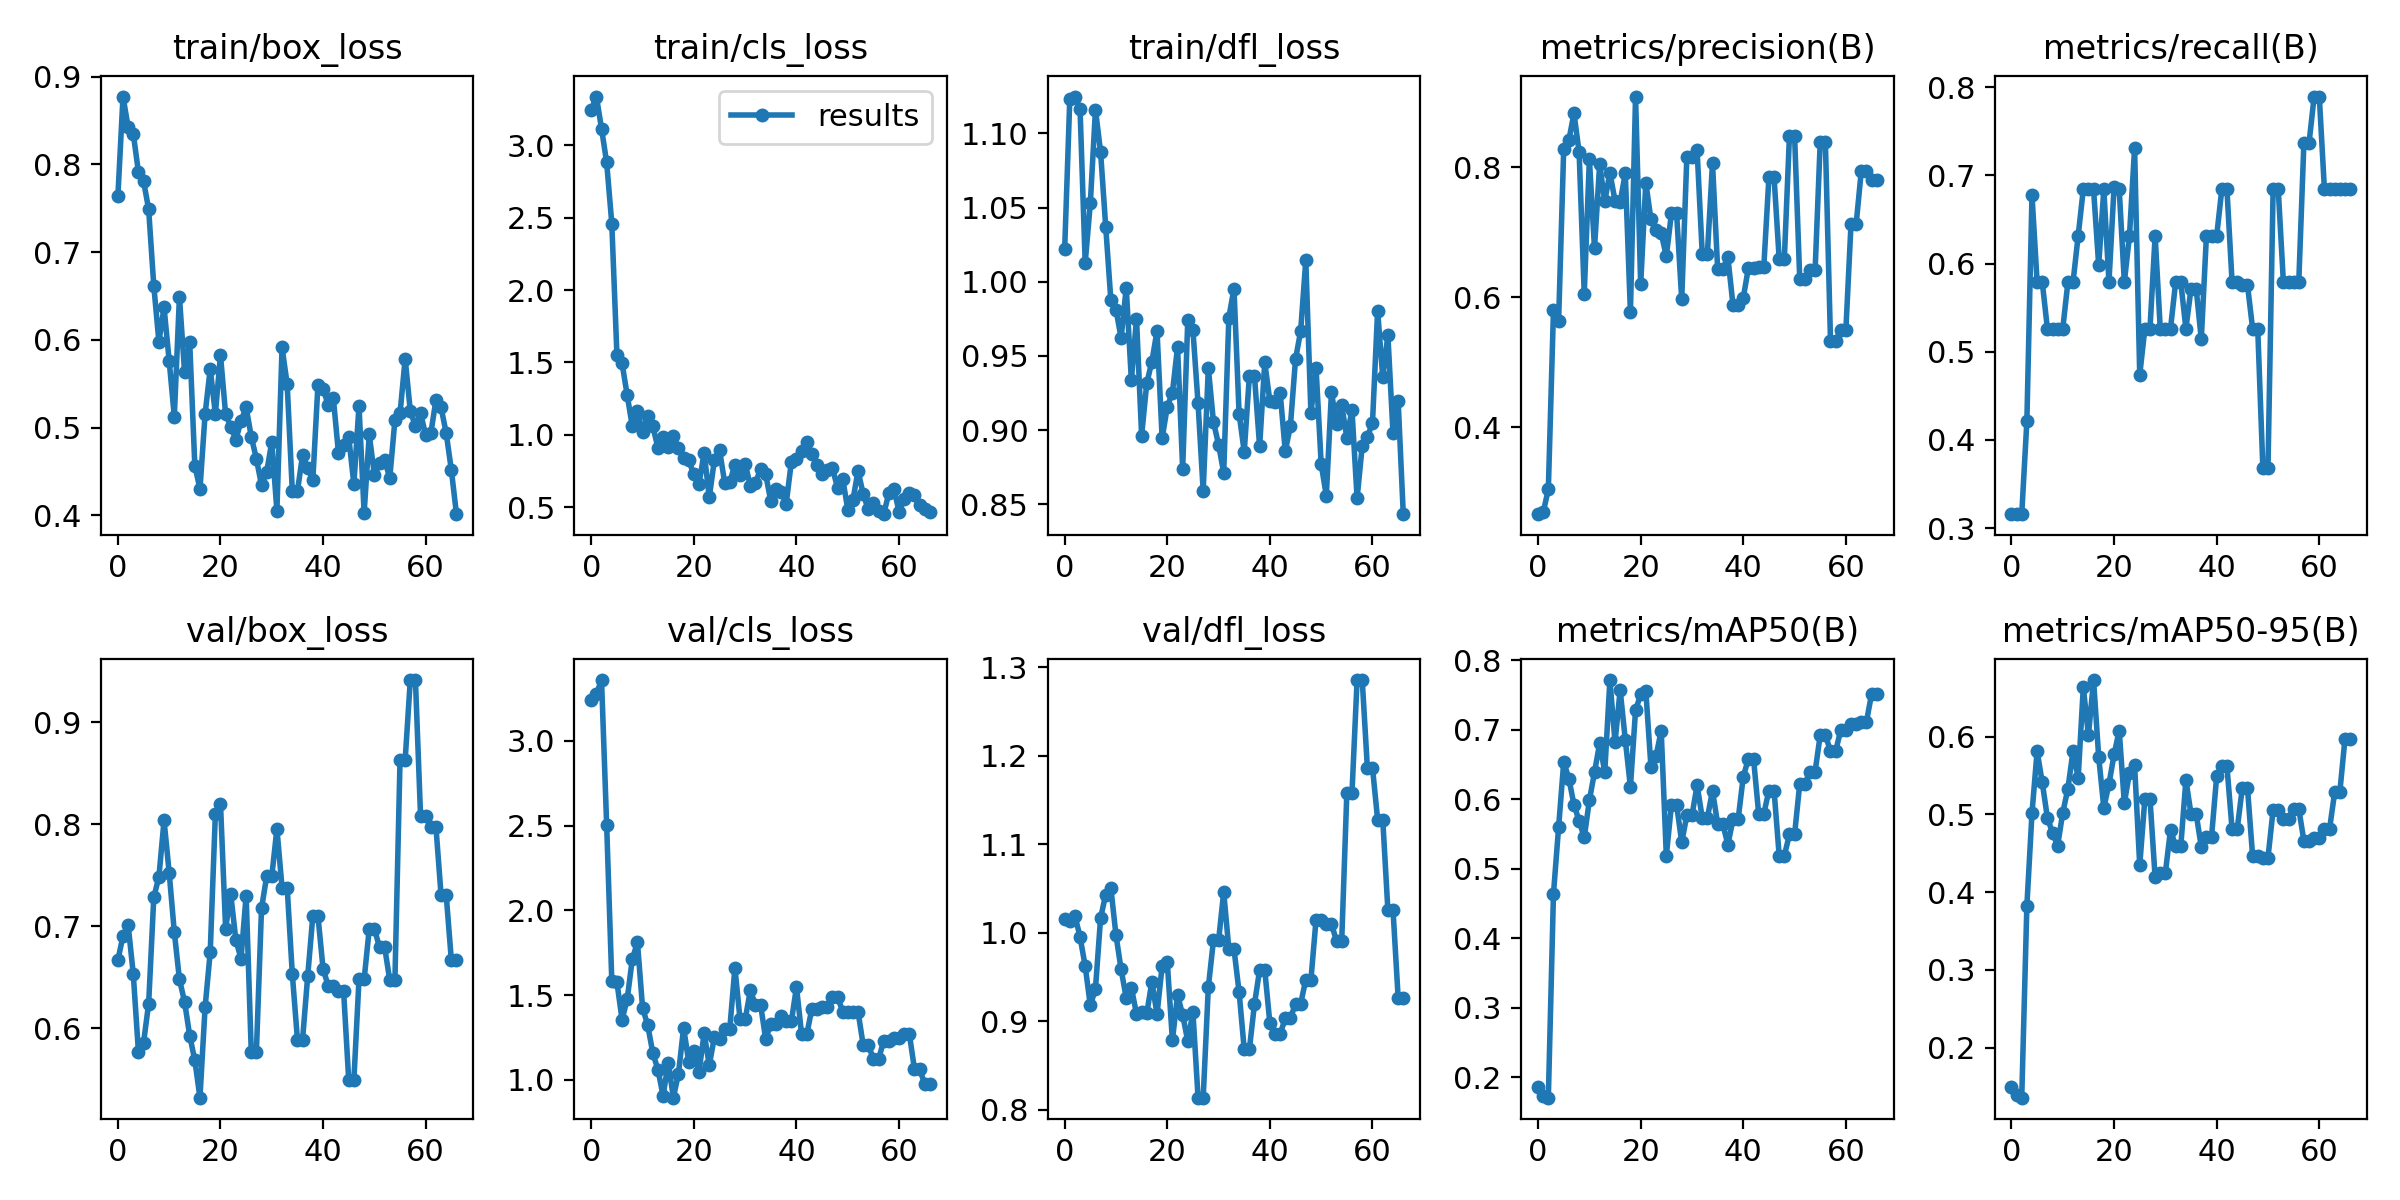 train/box_loss
train/cls_loss
train/dfl_loss
metrics/precision(B)
metrics/recall(B)
0.9
0.8
0.7
0.6
0.5
0.4
0 20 40 60
results
3.0
2.5
2.0
1.5
1.0
0.5
0 20 40 60
1.10
1.05
1.00
0.95
0.90
0.85
0 20 40 60
0.8
0.6
0.4
0 20 40 60
0.8
0.7
0.6
0.5
0.4
0.3
0 20 40 60
val/box_loss
val/cls_loss
val/dfl_loss
metrics/mAP50(B)
metrics/mAP50-95(B)
0.9
0.8
0.7
0.6
0 20 40 60
3.0
2.5
2.0
1.5
1.0
0 20 40 60
1.3
1.2
1.1
1.0
0.9
0.8
0 20 40 60
0.8
0.7
0.6
0.5
0.4
0.3
0.2
0 20 40 60
0.6
0.5
0.4
0.3
0.2
0 20 40 60